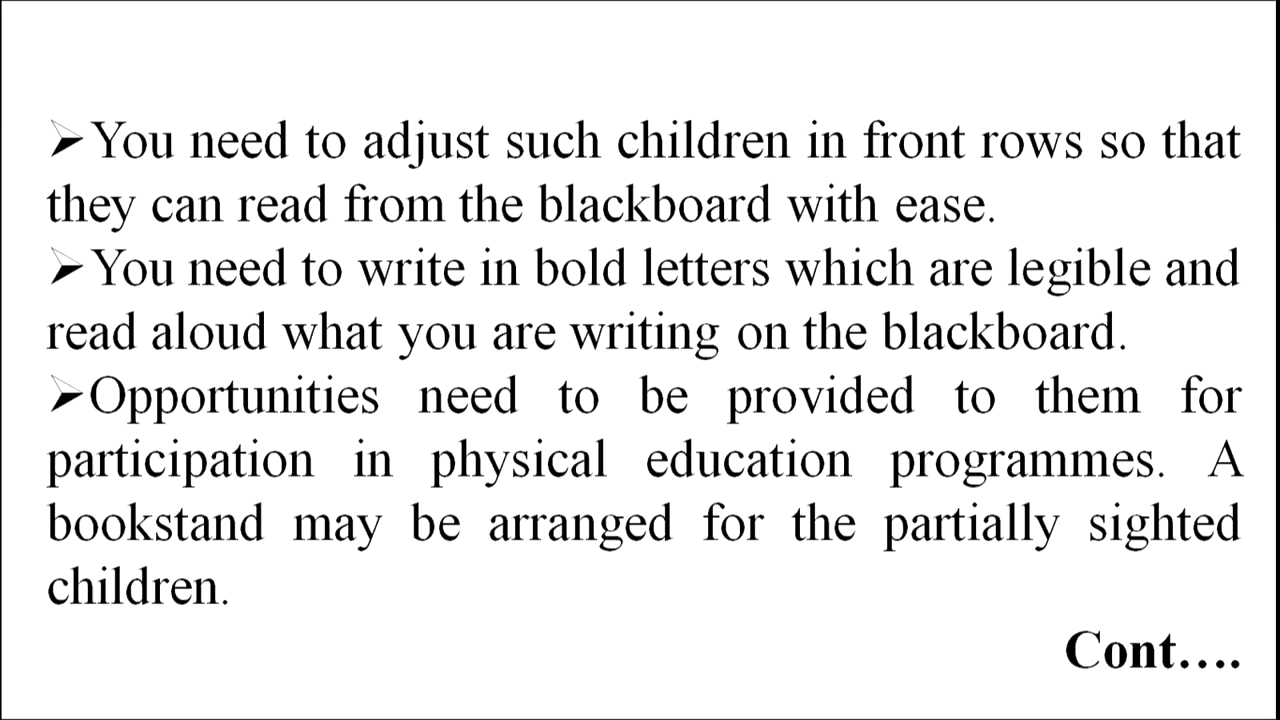 ➢You need to adjust such children in front rows so that
they can read from the blackboard with ease.
➢You need to write in bold letters which are legible and
read aloud what you are writing on the blackboard.
➢Opportunities need to be provided to them for
participation in physical education programmes. A
bookstand may be arranged for the partially sighted
children.
Cont….